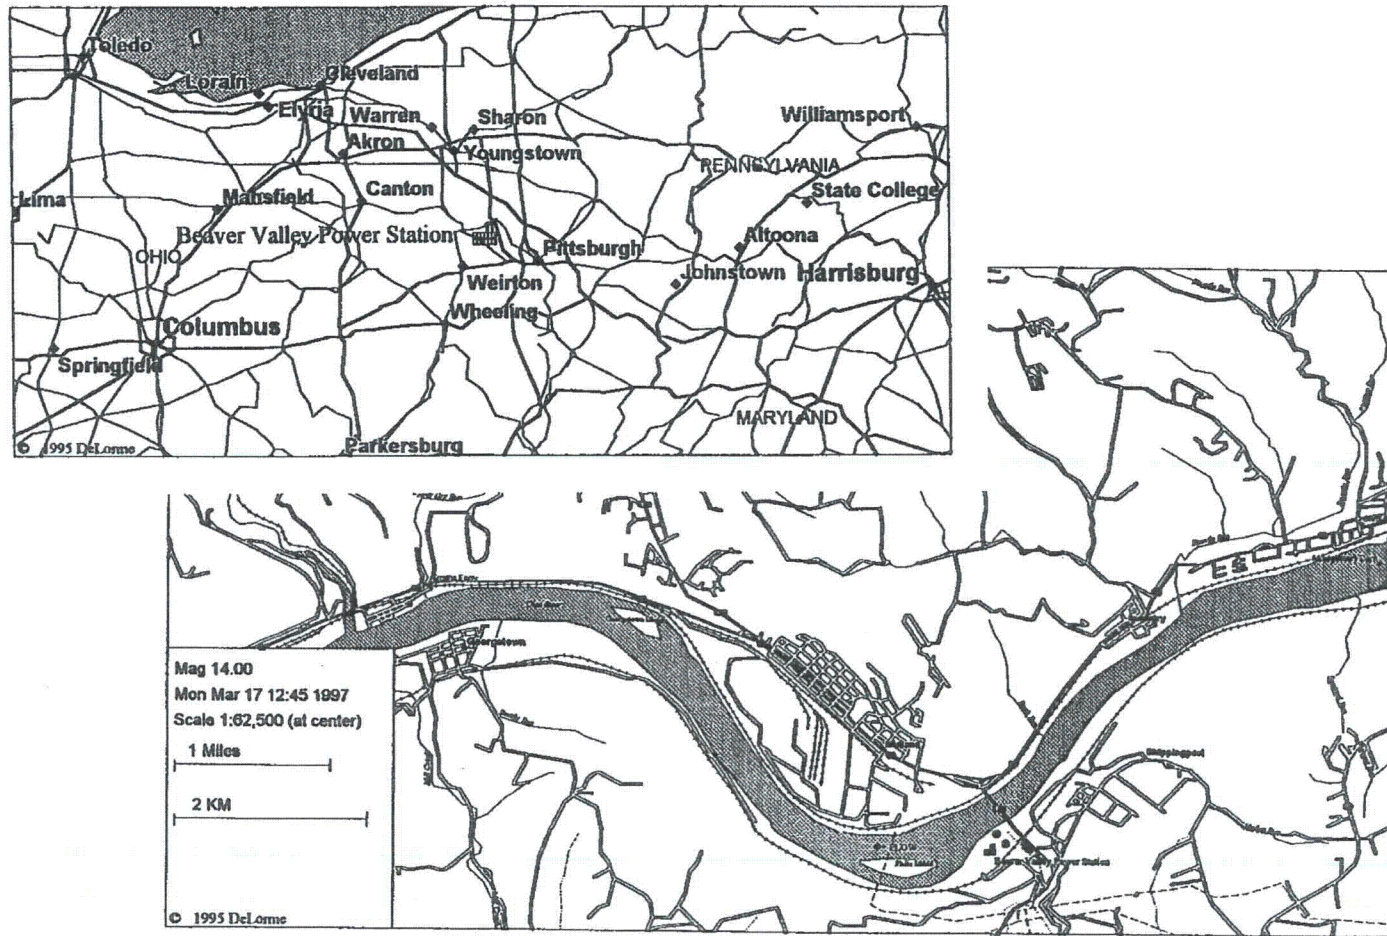 Toledo
Lorain
Cleveland
Elyria
Warren
Sharon
Williamsport
Akron
Youngstown
PENNSYLVANIA
Lima
Mansfield
Canton
State College
Beaver Valley Power Station
Altoona
OHIO
Pittsburgh
Johnstown
Harrisburg
Weirton
Wheeling
Columbus
Springfield
MARYLAND
Parkersburg
© 1995 DeLorme
Georgetown
Mag 14.00
Mon Mar 17 12:45 1997
Scale 1:62,500 (at center)
1 Miles
2 KM
Midland
Shippingport
FLOW
Beaver Valley Power Station
© 1995 DeLorme